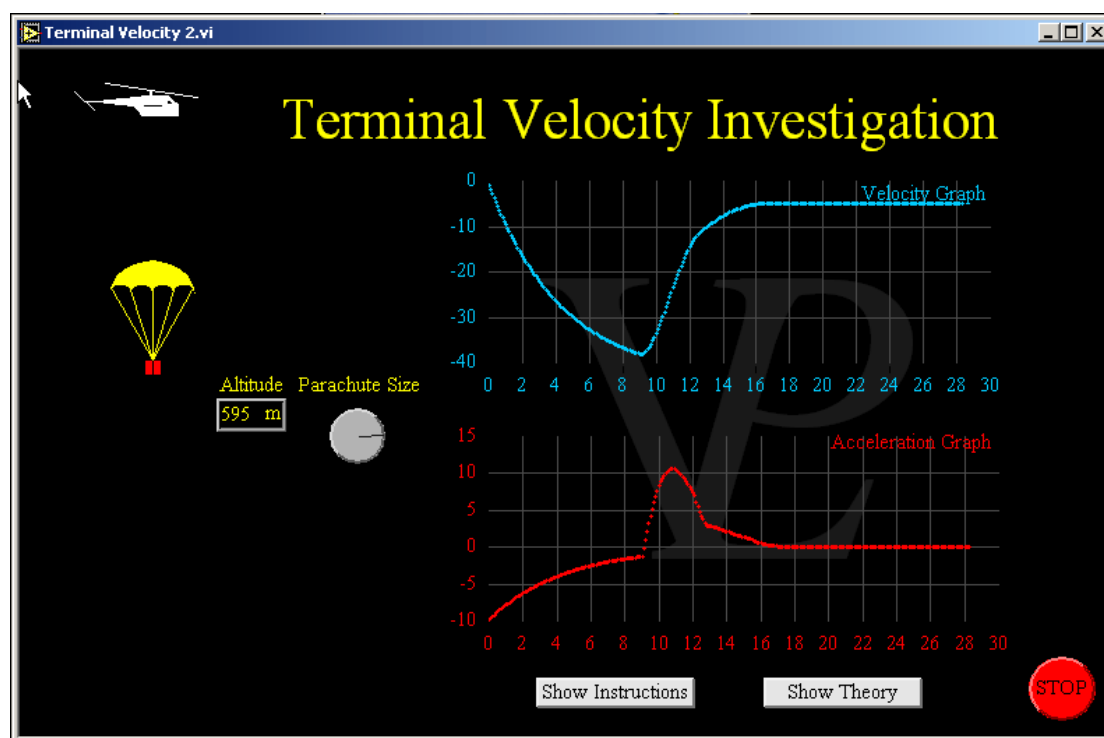 Terminal Velocity 2.vi
Terminal Velocity Investigation
Velocity Graph
0
-10
-20
-30
-40
0 2 4 6 8 10 12 14 16 18 20 22 24 26 28 30
Altitude Parachute Size
595 m
Acceleration Graph
15
10
5
0
-5
-10
0 2 4 6 8 10 12 14 16 18 20 22 24 26 28 30
VPL
Show Instructions Show Theory
STOP